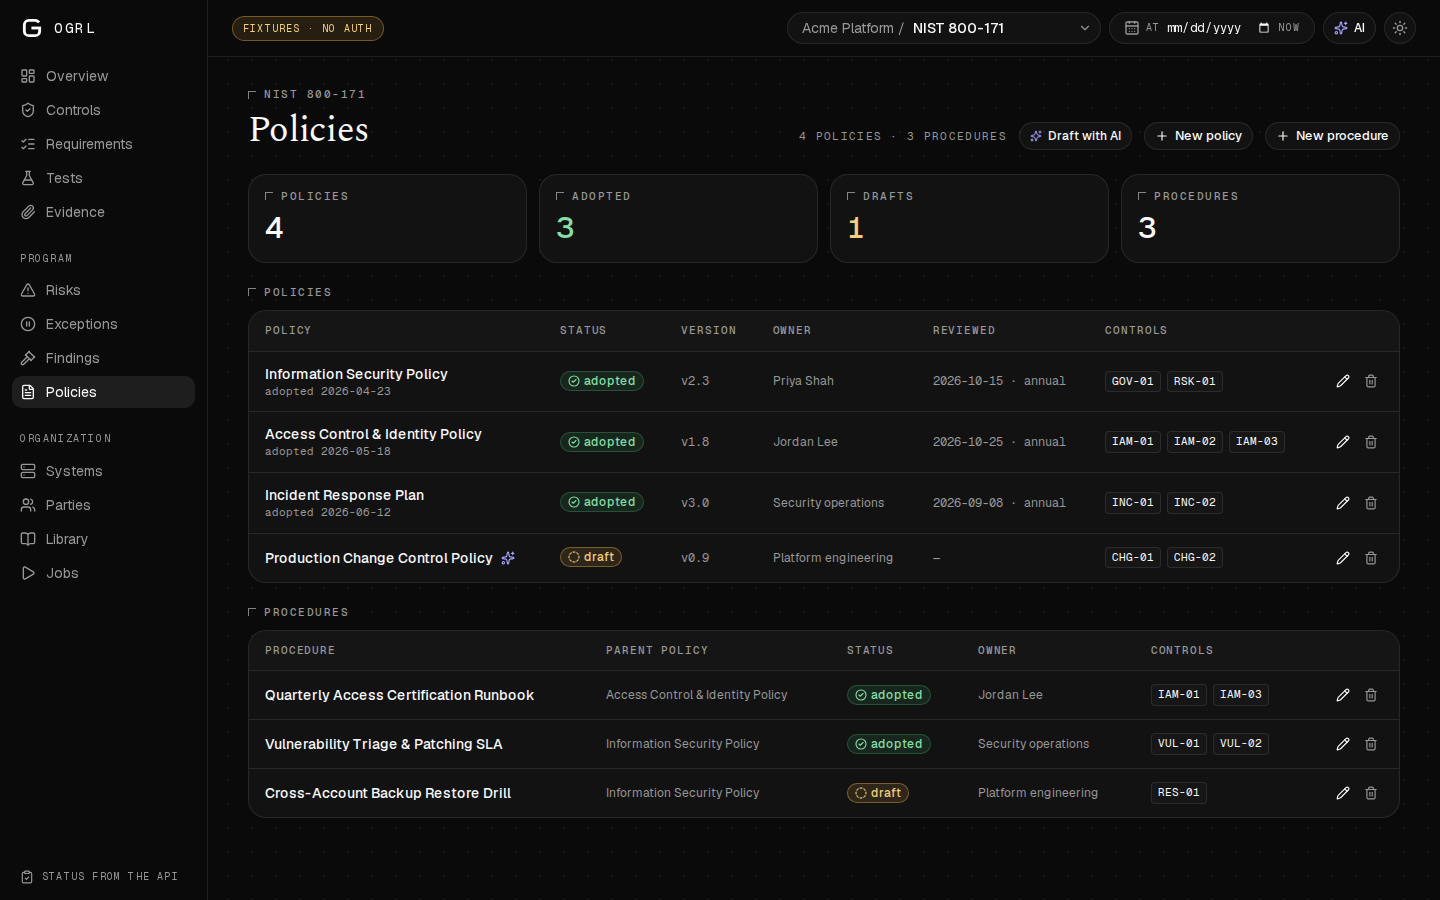 OGRL
FIXTURES · NO AUTH
Acme Platform / NIST 800-171
AT mm/dd/yyyy NOW
AI
Overview
Controls
Requirements
Tests
Evidence
PROGRAM
Risks
Exceptions
Findings
Policies
ORGANIZATION
Systems
Parties
Library
Jobs
STATUS FROM THE API
NIST 800-171
Policies
4 POLICIES · 3 PROCEDURES
Draft with AI
New policy
New procedure
POLICIES
4
ADOPTED
3
DRAFTS
1
PROCEDURES
3
POLICIES
POLICY STATUS VERSION OWNER REVIEWED CONTROLS
Information Security Policy adopted v2.3 Priya Shah 2026-10-15 · annual GOV-01 RSK-01
adopted 2026-04-23
Access Control & Identity Policy adopted v1.8 Jordan Lee 2026-10-25 · annual IAM-01 IAM-02 IAM-03
adopted 2026-05-18
Incident Response Plan adopted v3.0 Security operations 2026-09-08 · annual INC-01 INC-02
adopted 2026-06-12
Production Change Control Policy draft v0.9 Platform engineering — CHG-01 CHG-02
PROCEDURES
PROCEDURE PARENT POLICY STATUS OWNER CONTROLS
Quarterly Access Certification Runbook Access Control & Identity Policy adopted Jordan Lee IAM-01 IAM-03
Vulnerability Triage & Patching SLA Information Security Policy adopted Security operations VUL-01 VUL-02
Cross-Account Backup Restore Drill Information Security Policy draft Platform engineering RES-01